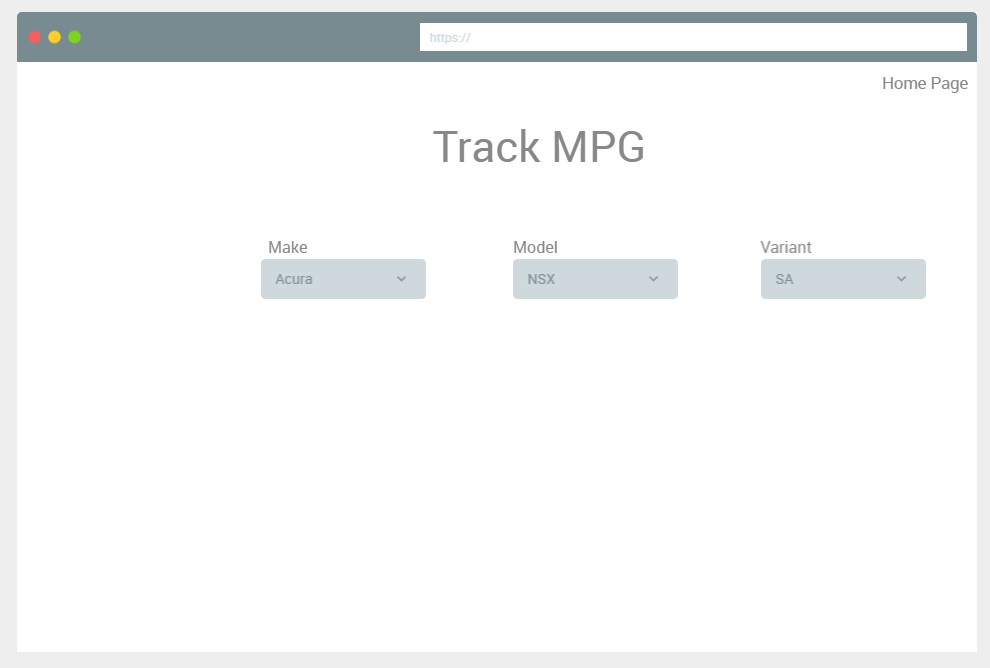 https://
Home Page
Track MPG
Make Model Variant
Acura NSX SA